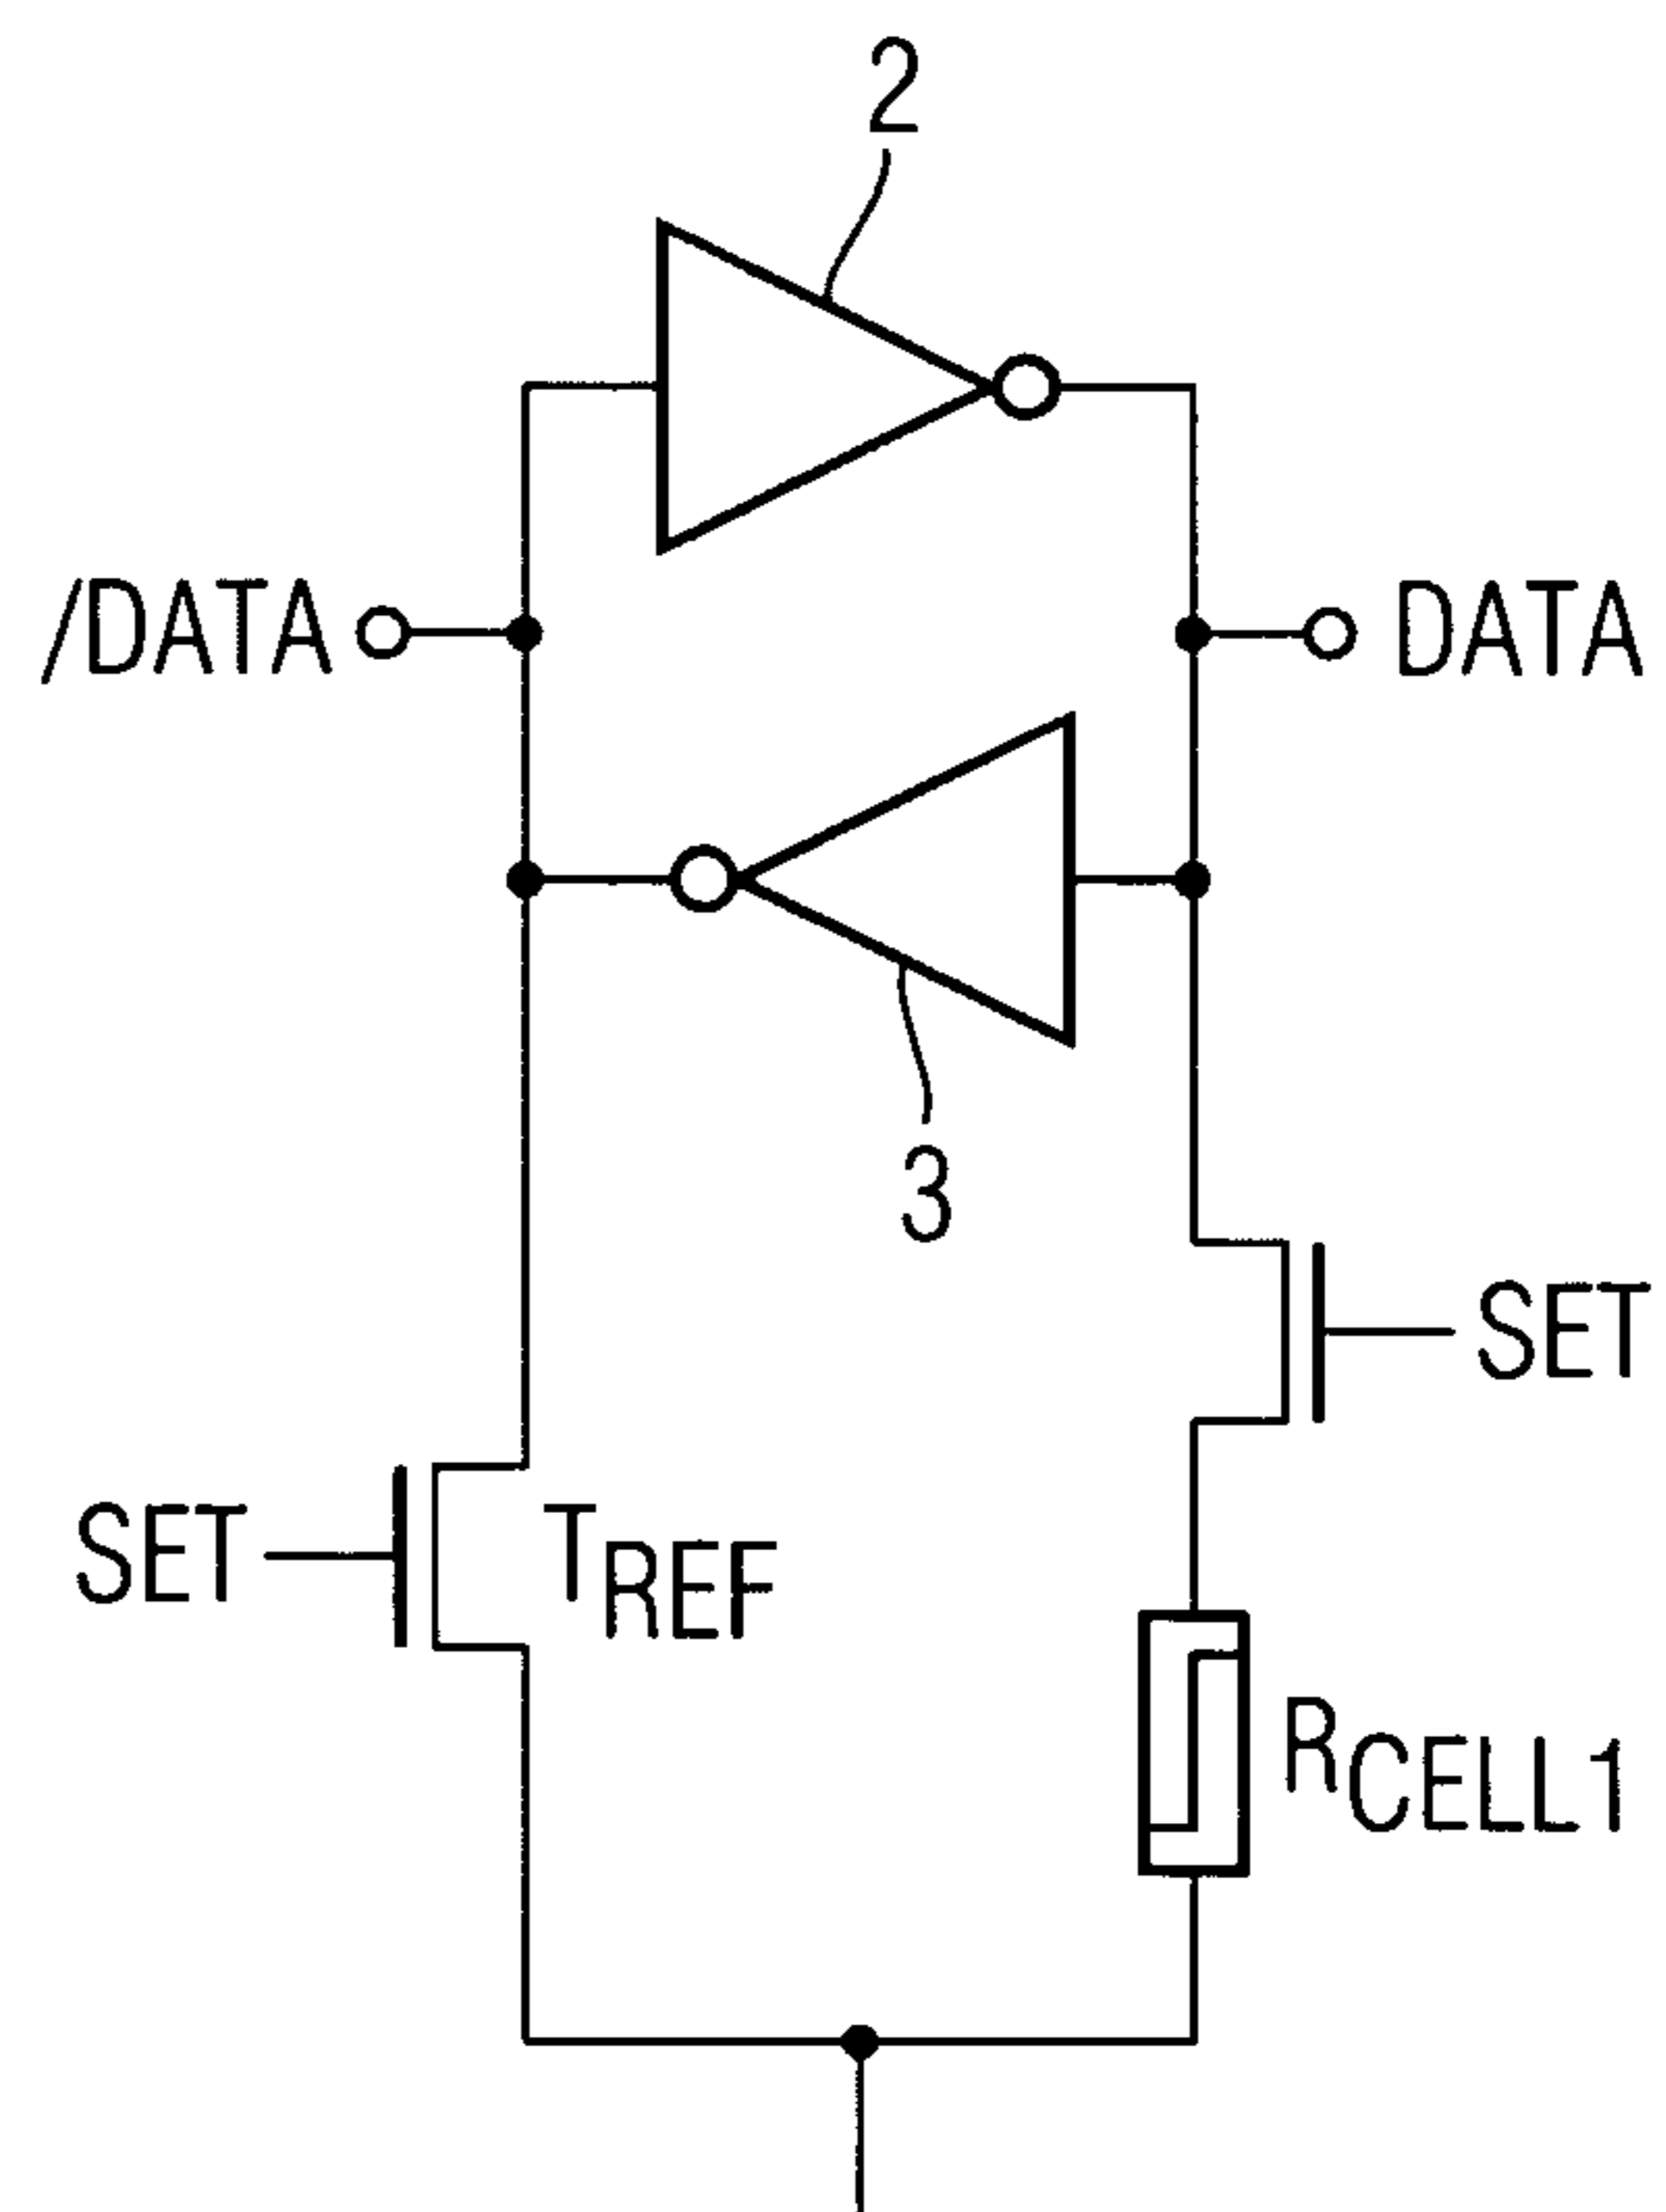 2
/DATA
DATA
3
SET
SET
TREF
RCELL1